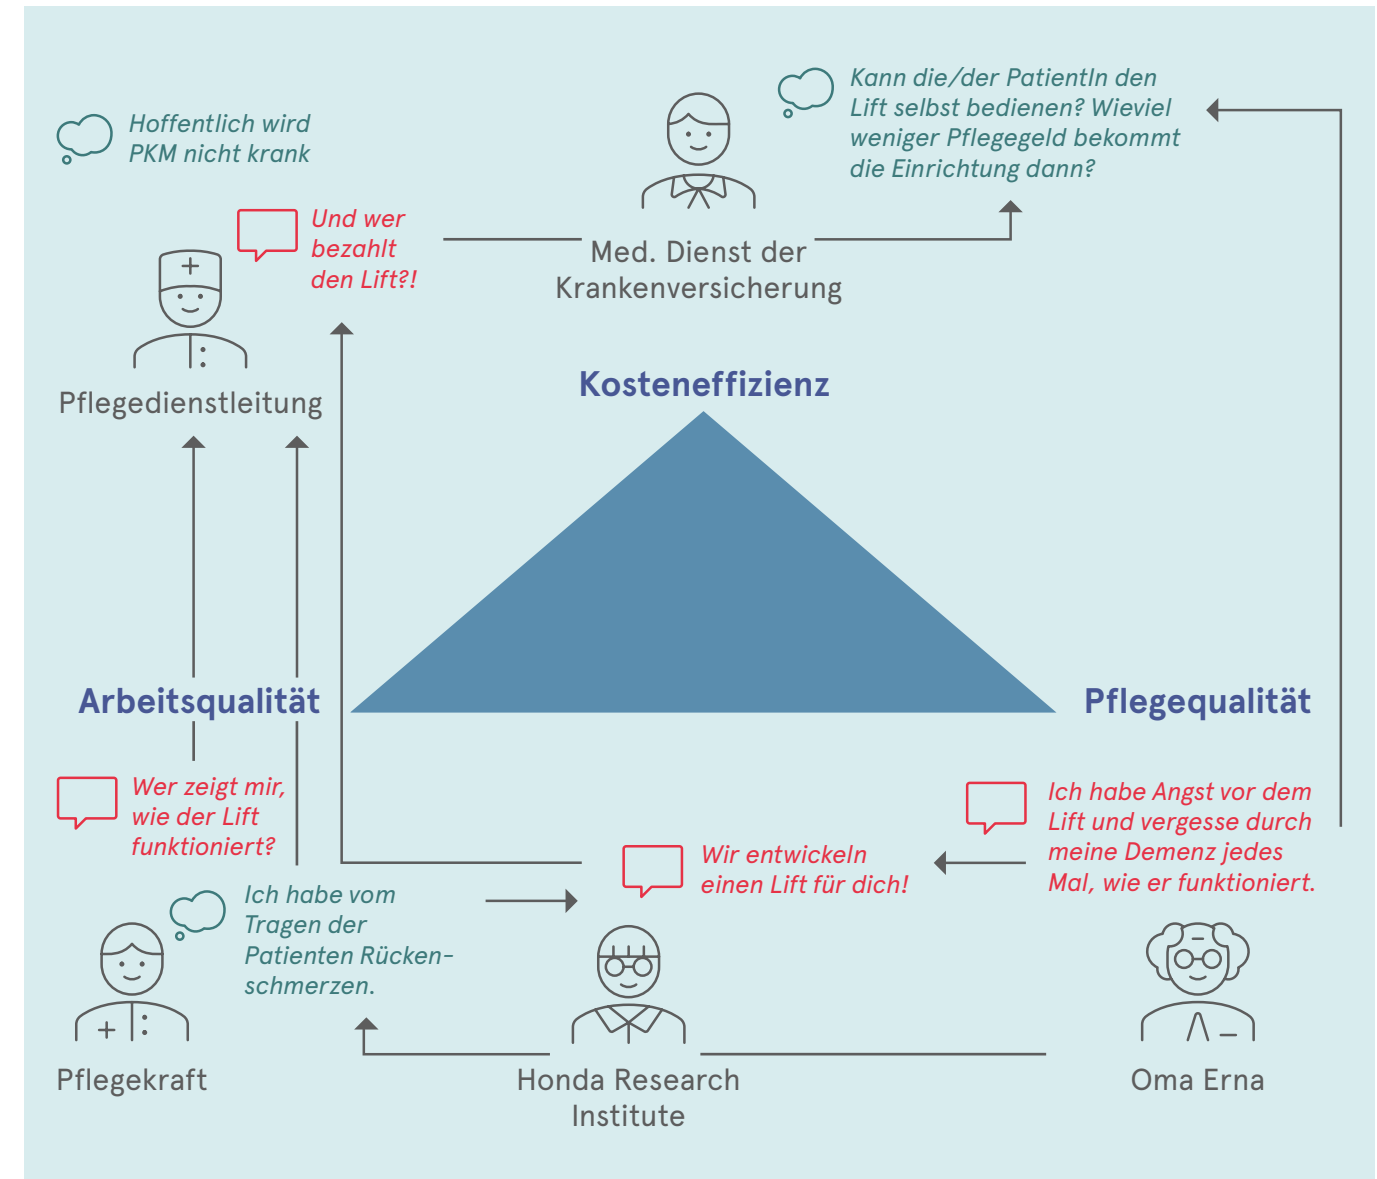 Kann die/der PatientIn den
Lift selbst bedienen? Wieviel
weniger Pflegegeld bekommt
die Einrichtung dann?
Hoffentlich wird
PKM nicht krank
Und wer
bezahlt
den Lift?!
Med. Dienst der
Krankenversicherung
Pflegedienstleitung
Kosteneffizienz
Arbeitsqualität
Pflegequalität
Wer zeigt mir,
wie der Lift
funktioniert?
Ich habe Angst vor dem
Lift und vergesse durch
meine Demenz jedes
Mal, wie er funktioniert.
Wir entwickeln
einen Lift für dich!
Ich habe vom
Tragen der
Patienten Rücken-
schmerzen.
Pflegekraft
Honda Research
Institute
Oma Erna